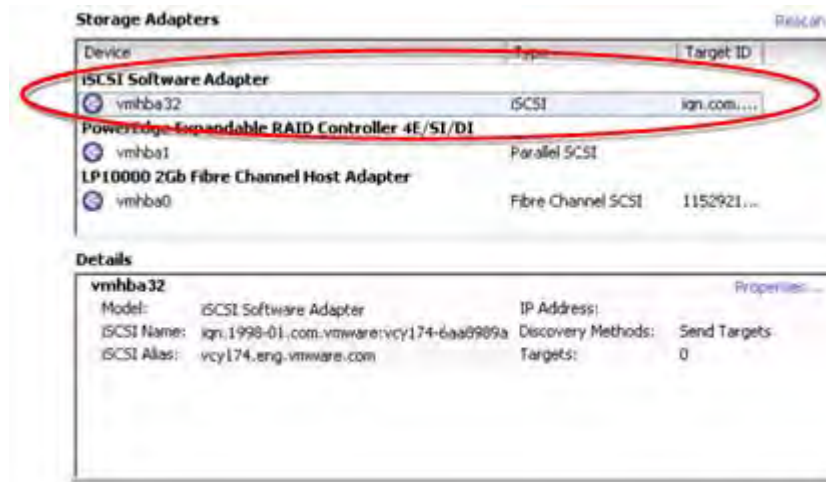 Storage Adapters Rescan
Device Type Target ID
iSCSI Software Adapter
vmhba32 iSCSI iqn.com....
PowerEdge Expandable RAID Controller 4E/SI/DI
vmhba1 Parallel SCSI
LP10000 2Gb Fibre Channel Host Adapter
vmhba0 Fibre Channel SCSI 1152921...
Details
vmhba32 Properties...
Model: iSCSI Software Adapter IP Address:
iSCSI Name: iqn.1998-01.com.vmware:vcy174-6aa8989a Discovery Methods: Send Targets
iSCSI Alias: vcy174.eng.vmware.com Targets: 0